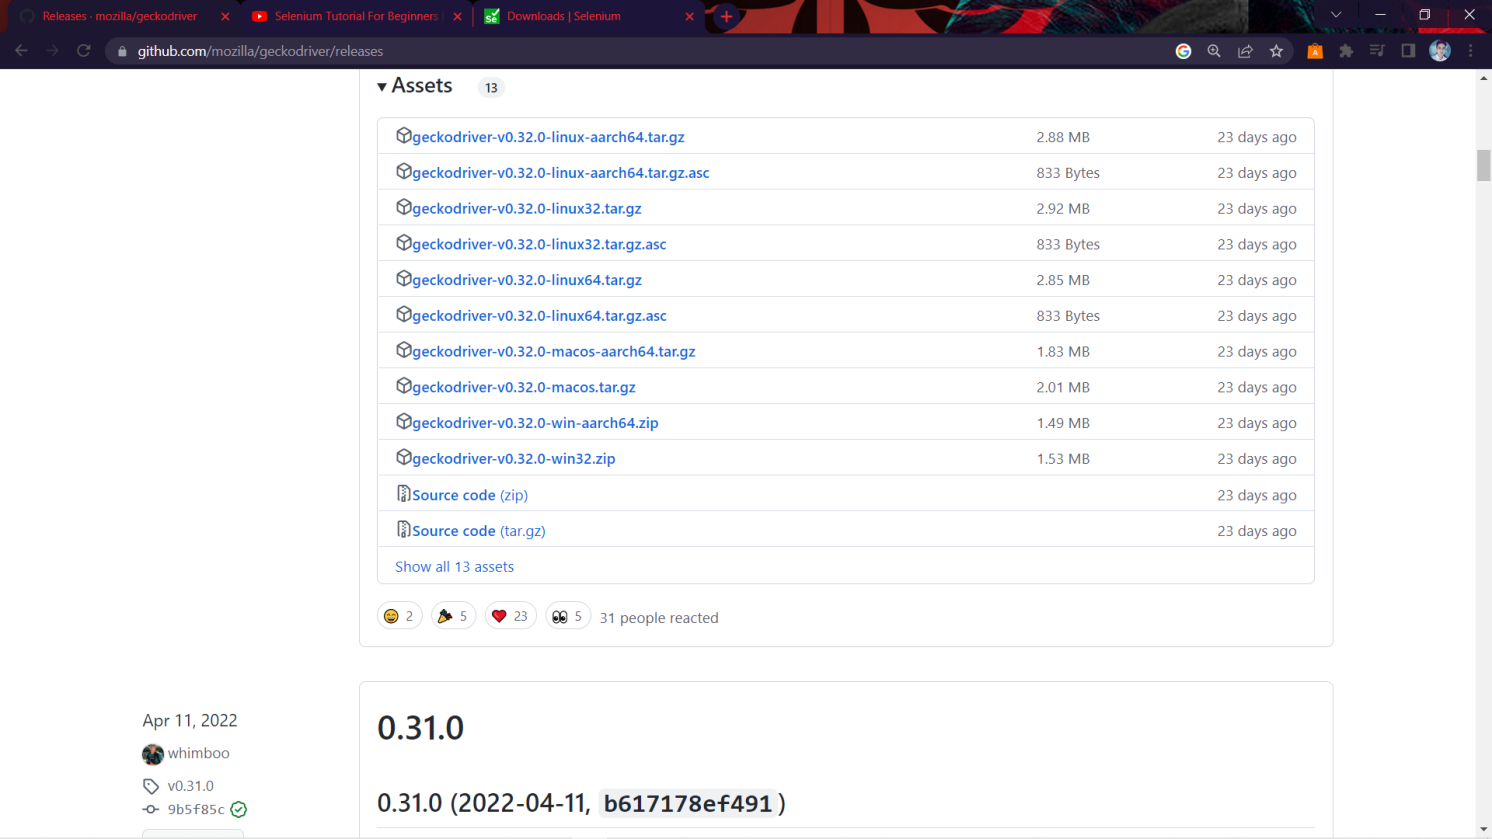 Releases · mozilla/geckodriver
Selenium Tutorial For Beginners
Downloads | Selenium
github.com/mozilla/geckodriver/releases
Assets 13
geckodriver-v0.32.0-linux-aarch64.tar.gz 2.88 MB 23 days ago
geckodriver-v0.32.0-linux-aarch64.tar.gz.asc 833 Bytes 23 days ago
geckodriver-v0.32.0-linux32.tar.gz 2.92 MB 23 days ago
geckodriver-v0.32.0-linux32.tar.gz.asc 833 Bytes 23 days ago
geckodriver-v0.32.0-linux64.tar.gz 2.85 MB 23 days ago
geckodriver-v0.32.0-linux64.tar.gz.asc 833 Bytes 23 days ago
geckodriver-v0.32.0-macos-aarch64.tar.gz 1.83 MB 23 days ago
geckodriver-v0.32.0-macos.tar.gz 2.01 MB 23 days ago
geckodriver-v0.32.0-win-aarch64.zip 1.49 MB 23 days ago
geckodriver-v0.32.0-win32.zip 1.53 MB 23 days ago
Source code (zip) 23 days ago
Source code (tar.gz) 23 days ago
Show all 13 assets
2 5 23 5 31 people reacted
Apr 11, 2022
whimboo
v0.31.0
9b5f85c
0.31.0
0.31.0 (2022-04-11, b617178ef491)